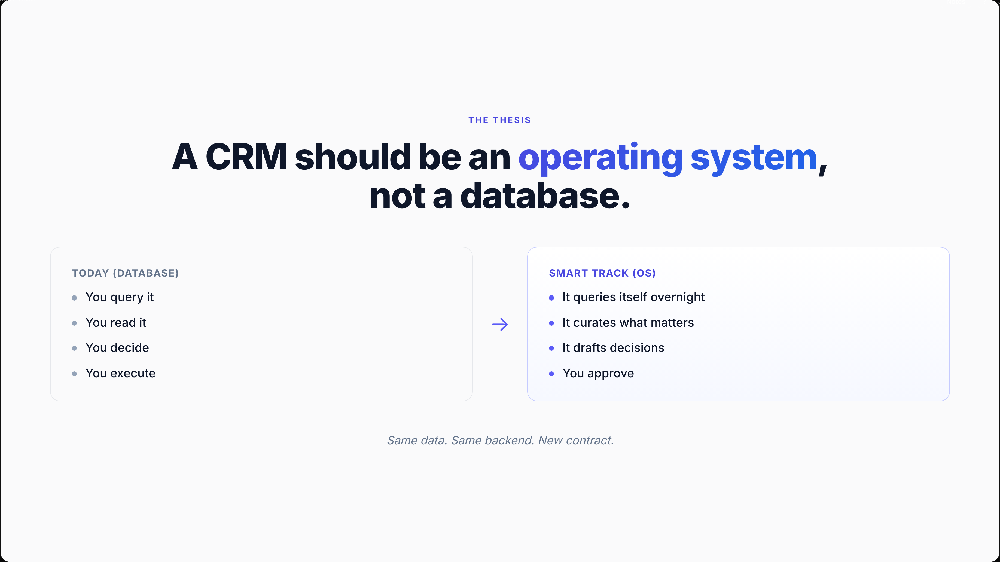 THE THESIS
A CRM should be an operating system,
not a database.
TODAY (DATABASE)
You query it
You read it
You decide
You execute
→
SMART TRACK (OS)
It queries itself overnight
It curates what matters
It drafts decisions
You approve
Same data. Same backend. New contract.